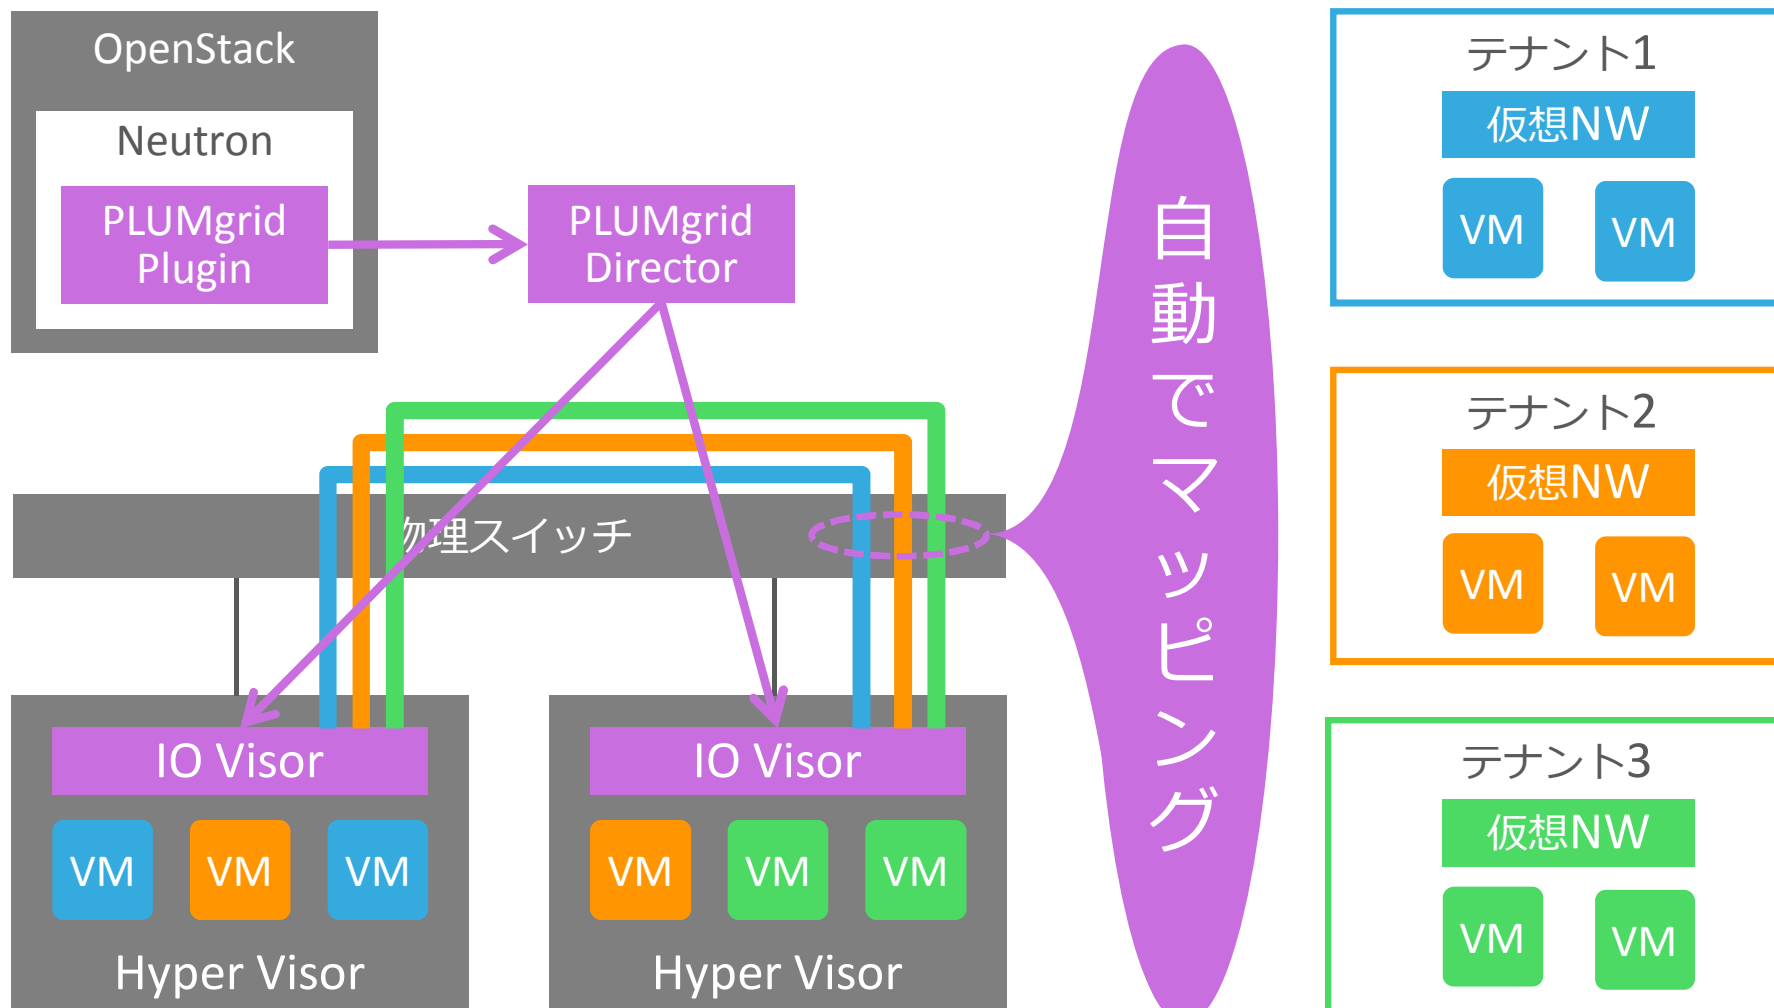 OpenStack
Neutron
PLUMgrid
Plugin
PLUMgrid
Director
物理スイッチ
IO Visor
VM
VM
VM
Hyper Visor
IO Visor
VM
VM
VM
Hyper Visor
自動でマッピング
テナント1
仮想NW
VM
VM
テナント2
仮想NW
VM
VM
テナント3
仮想NW
VM
VM